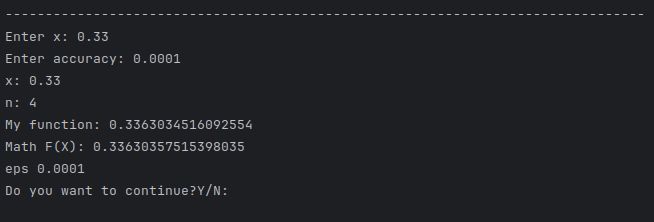 --------------------------------------------------------------------------------
Enter x: 0.33
Enter accuracy: 0.0001
x: 0.33
n: 4
My function: 0.3363034516092554
Math F(X): 0.33630357515398035
eps 0.0001
Do you want to continue?Y/N: